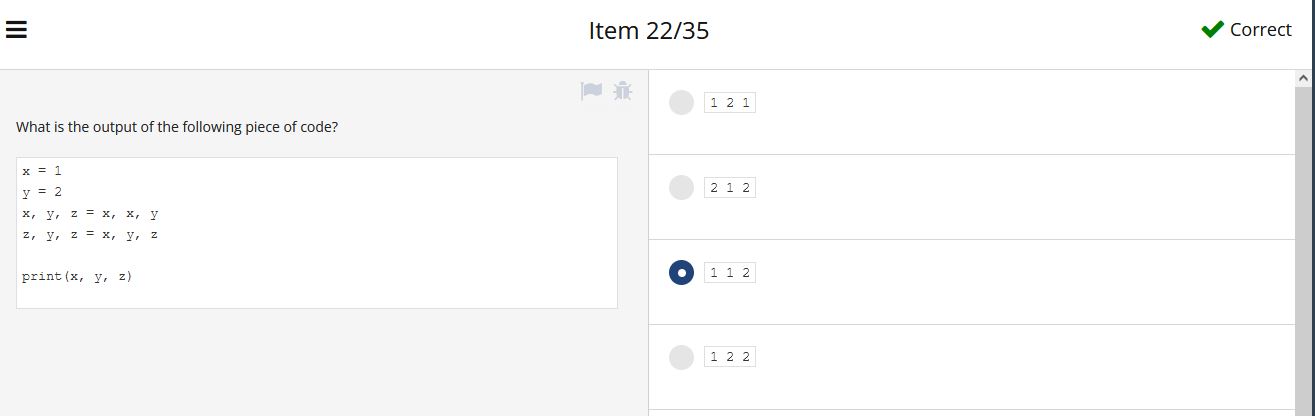 Item 22/35
Correct
What is the output of the following piece of code?
x = 1
y = 2
x, y, z = x, x, y
z, y, z = x, y, z
print(x, y, z)
1 2 1
2 1 2
1 1 2
1 2 2